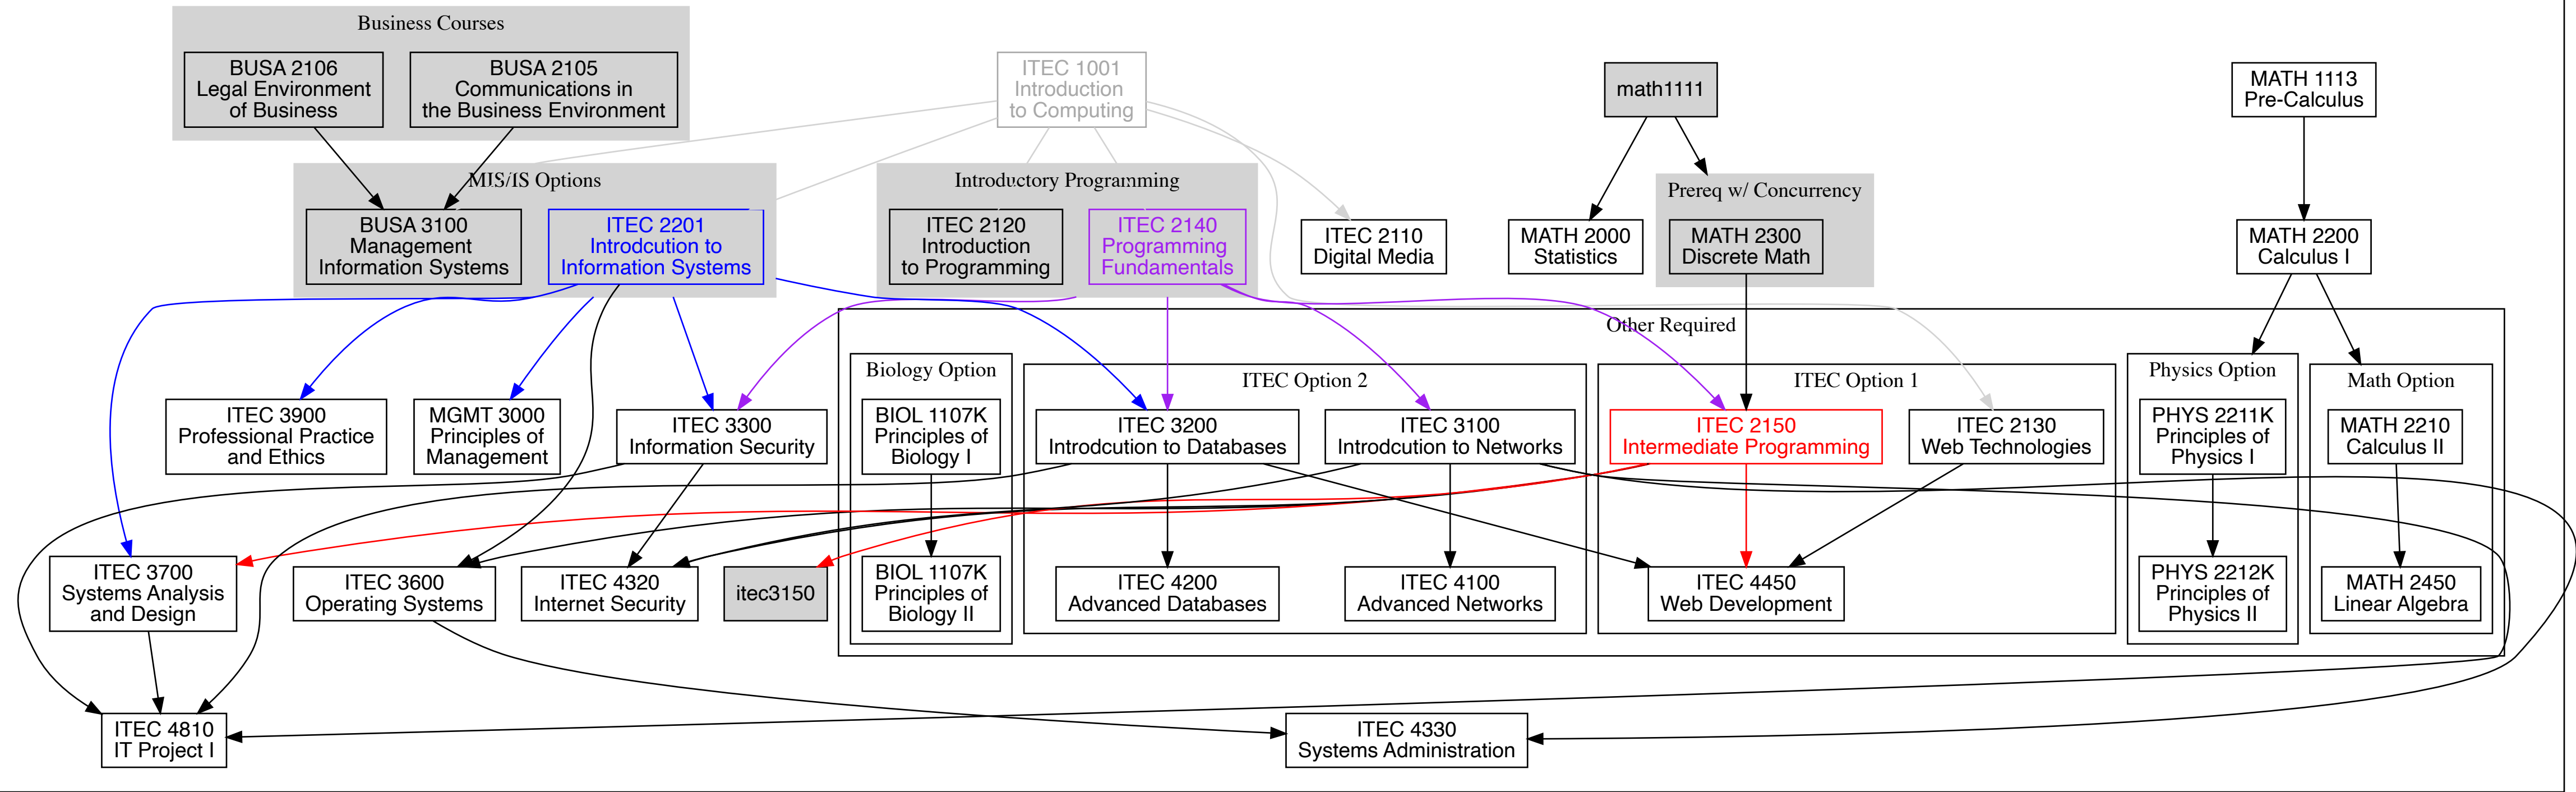 Business Courses
BUSA 2106
Legal Environment
of Business
BUSA 2105
Communications in
the Business Environment
ITEC 1001
Introduction
to Computing
math1111
MATH 1113
Pre-Calculus
MIS/IS Options
BUSA 3100
Management
Information Systems
ITEC 2201
Introdcution to
Information Systems
Introductory Programming
ITEC 2120
Introduction
to Programming
ITEC 2140
Programming
Fundamentals
ITEC 2110
Digital Media
MATH 2000
Statistics
Prereq w/ Concurrency
MATH 2300
Discrete Math
MATH 2200
Calculus I
Other Required
ITEC 3900
Professional Practice
and Ethics
MGMT 3000
Principles of
Management
ITEC 3300
Information Security
Biology Option
BIOL 1107K
Principles of
Biology I
ITEC Option 2
ITEC 3200
Introdcution to Databases
ITEC 3100
Introdcution to Networks
ITEC Option 1
ITEC 2150
Intermediate Programming
ITEC 2130
Web Technologies
Physics Option
PHYS 2211K
Principles of
Physics I
Math Option
MATH 2210
Calculus II
ITEC 3700
Systems Analysis
and Design
ITEC 3600
Operating Systems
ITEC 4320
Internet Security
itec3150
BIOL 1107K
Principles of
Biology II
ITEC 4200
Advanced Databases
ITEC 4100
Advanced Networks
ITEC 4450
Web Development
PHYS 2212K
Principles of
Physics II
MATH 2450
Linear Algebra
ITEC 4810
IT Project I
ITEC 4330
Systems Administration